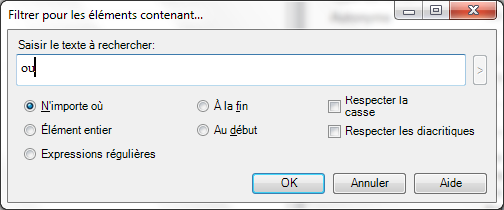 Filtrer pour les éléments contenant...
Saisir le texte à rechercher:
ou
>
N'importe où
À la fin
Respecter la
casse
Élément entier
Au début
Respecter les diacritiques
Expressions régulières
OK
Annuler
Aide